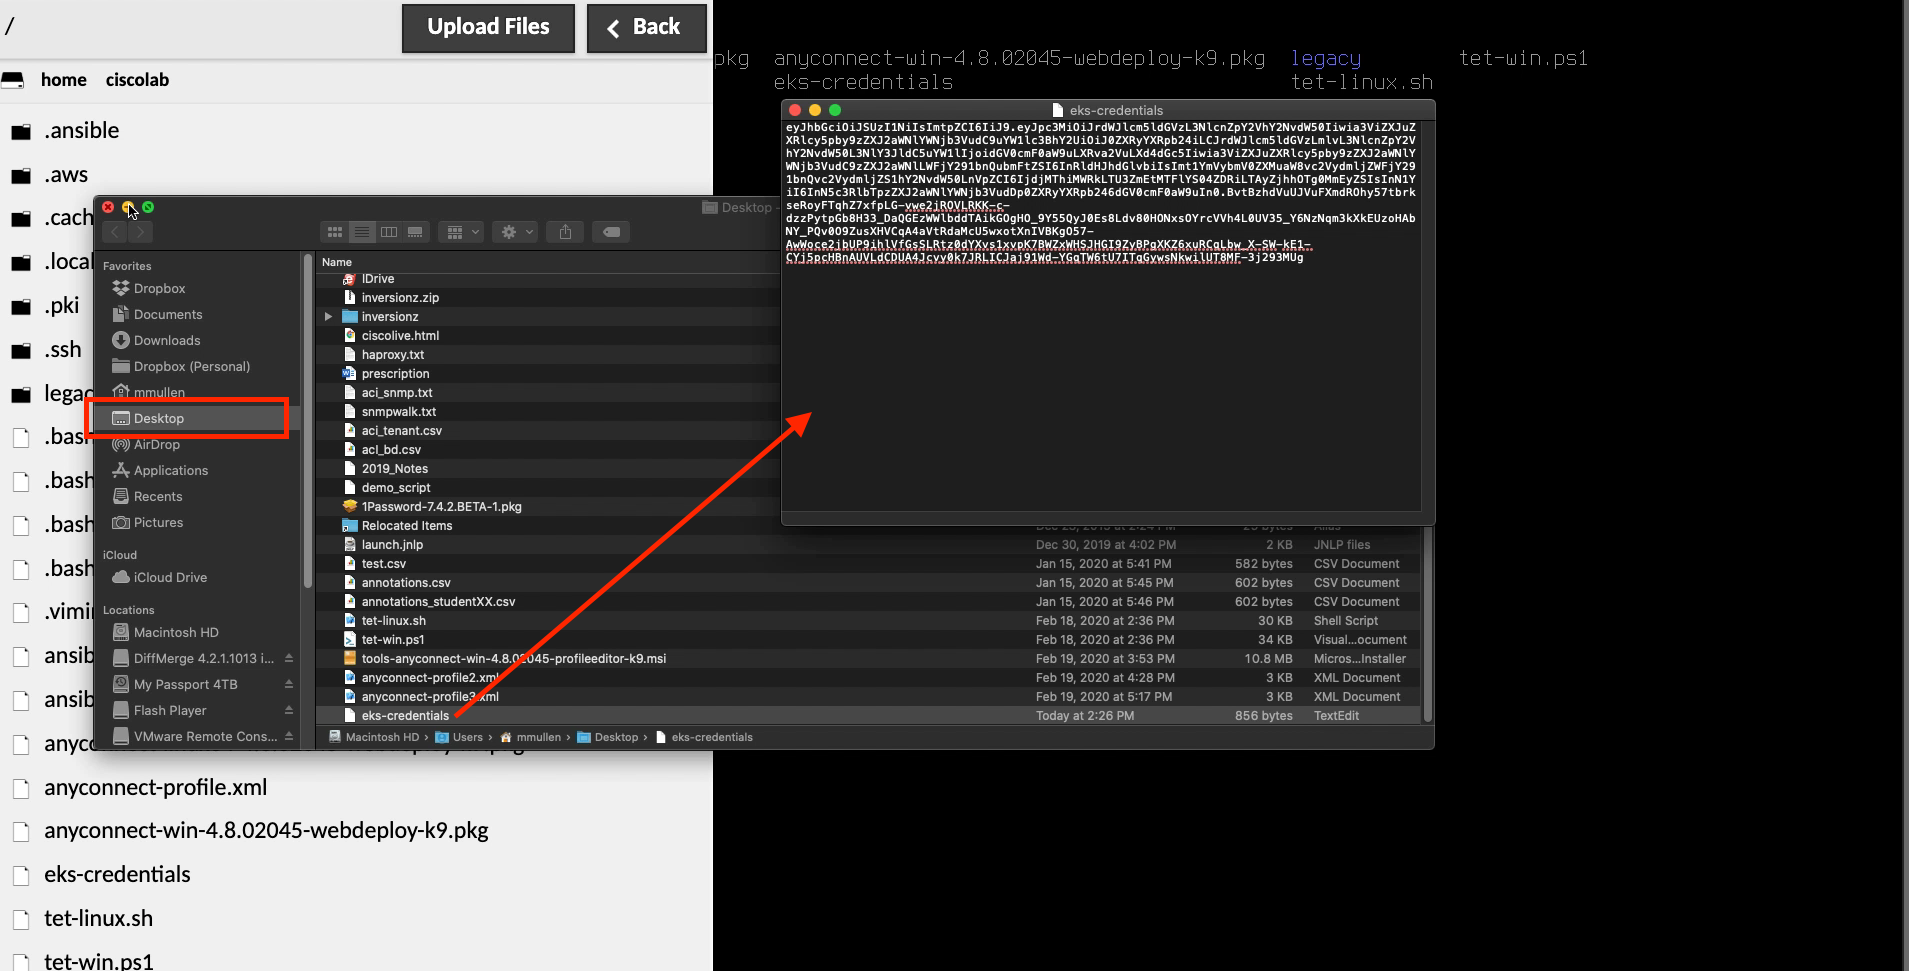 /
Upload Files
Back
home ciscolab
.ansible
.aws
.cach
.local
.pki
.ssh
legac
.bash
.bash
.bash
.bash
.vimin
ansib
ansib
anyc
anyconnect-profile.xml
anyconnect-win-4.8.02045-webdeploy-k9.pkg
eks-credentials
tet-linux.sh
tet-win.ps1
pkg anyconnect-win-4.8.02045-webdeploy-k9.pkg legacy tet-win.ps1
eks-credentials tet-linux.sh
Desktop
Favorites
Dropbox
Documents
Downloads
Dropbox (Personal)
mmullen
Desktop
AirDrop
Applications
Recents
Pictures
iCloud
iCloud Drive
Locations
Macintosh HD
DiffMerge 4.2.1.1013 i...
My Passport 4TB
Flash Player
VMware Remote Cons...
Name
IDrive
inversionz.zip
inversionz
ciscolive.html
haproxy.txt
prescription
aci_snmp.txt
snmpwalk.txt
aci_tenant.csv
acl_bd.csv
2019_Notes
demo_script
1Password-7.4.2.BETA-1.pkg
Relocated Items
launch.jnlp Dec 30, 2019 at 4:02 PM 2 KB JNLP files
test.csv Jan 15, 2020 at 5:41 PM 582 bytes CSV Document
annotations.csv Jan 15, 2020 at 5:45 PM 602 bytes CSV Document
annotations_studentXX.csv Jan 15, 2020 at 5:46 PM 602 bytes CSV Document
tet-linux.sh Feb 18, 2020 at 2:36 PM 30 KB Shell Script
tet-win.ps1 Feb 18, 2020 at 2:36 PM 34 KB Visual...ocument
tools-anyconnect-win-4.8.02045-profileeditor-k9.msi Feb 19, 2020 at 3:53 PM 10.8 MB Micros...Installer
anyconnect-profile2.xml Feb 19, 2020 at 4:28 PM 3 KB XML Document
anyconnect-profile3.xml Feb 19, 2020 at 5:17 PM 3 KB XML Document
eks-credentials Today at 2:26 PM 856 bytes TextEdit
Macintosh HD › Users › mmullen › Desktop › eks-credentials
eks-credentials